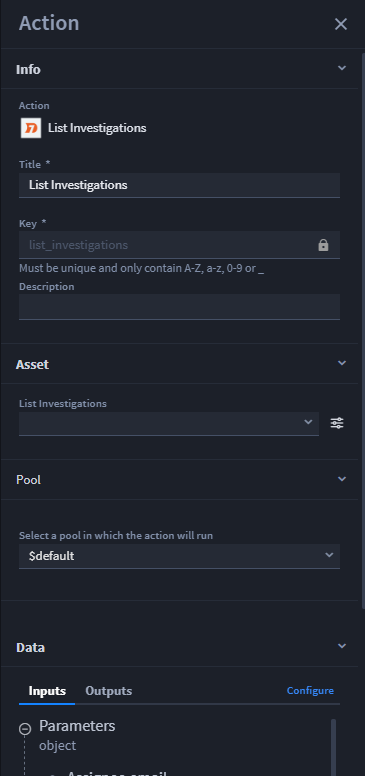 Action
Info
Action
List Investigations
Title *
List Investigations
Key *
list_investigations
Must be unique and only contain A-Z, a-z, 0-9 or _
Description
Asset
List Investigations
Pool
Select a pool in which the action will run
$default
Data
Inputs Outputs Configure
Parameters
object
Assignee email